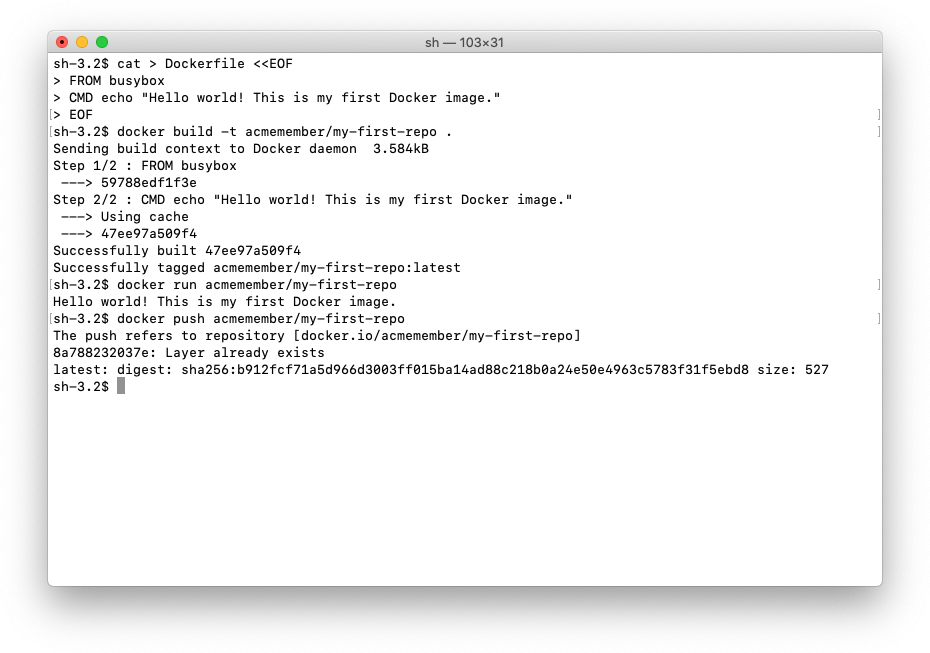 sh — 103×31
sh-3.2$ cat > Dockerfile <<EOF
> FROM busybox
> CMD echo "Hello world! This is my first Docker image."
[> EOF ]
[sh-3.2$ docker build -t acmemember/my-first-repo . ]
Sending build context to Docker daemon  3.584kB
Step 1/2 : FROM busybox
 ---> 59788edf1f3e
Step 2/2 : CMD echo "Hello world! This is my first Docker image."
 ---> Using cache
 ---> 47ee97a509f4
Successfully built 47ee97a509f4
Successfully tagged acmemember/my-first-repo:latest
[sh-3.2$ docker run acmemember/my-first-repo ]
Hello world! This is my first Docker image.
[sh-3.2$ docker push acmemember/my-first-repo ]
The push refers to repository [docker.io/acmemember/my-first-repo]
8a788232037e: Layer already exists
latest: digest: sha256:b912fcf71a5d966d3003ff015ba14ad88c218b0a24e50e4963c5783f31f5ebd8 size: 527
sh-3.2$